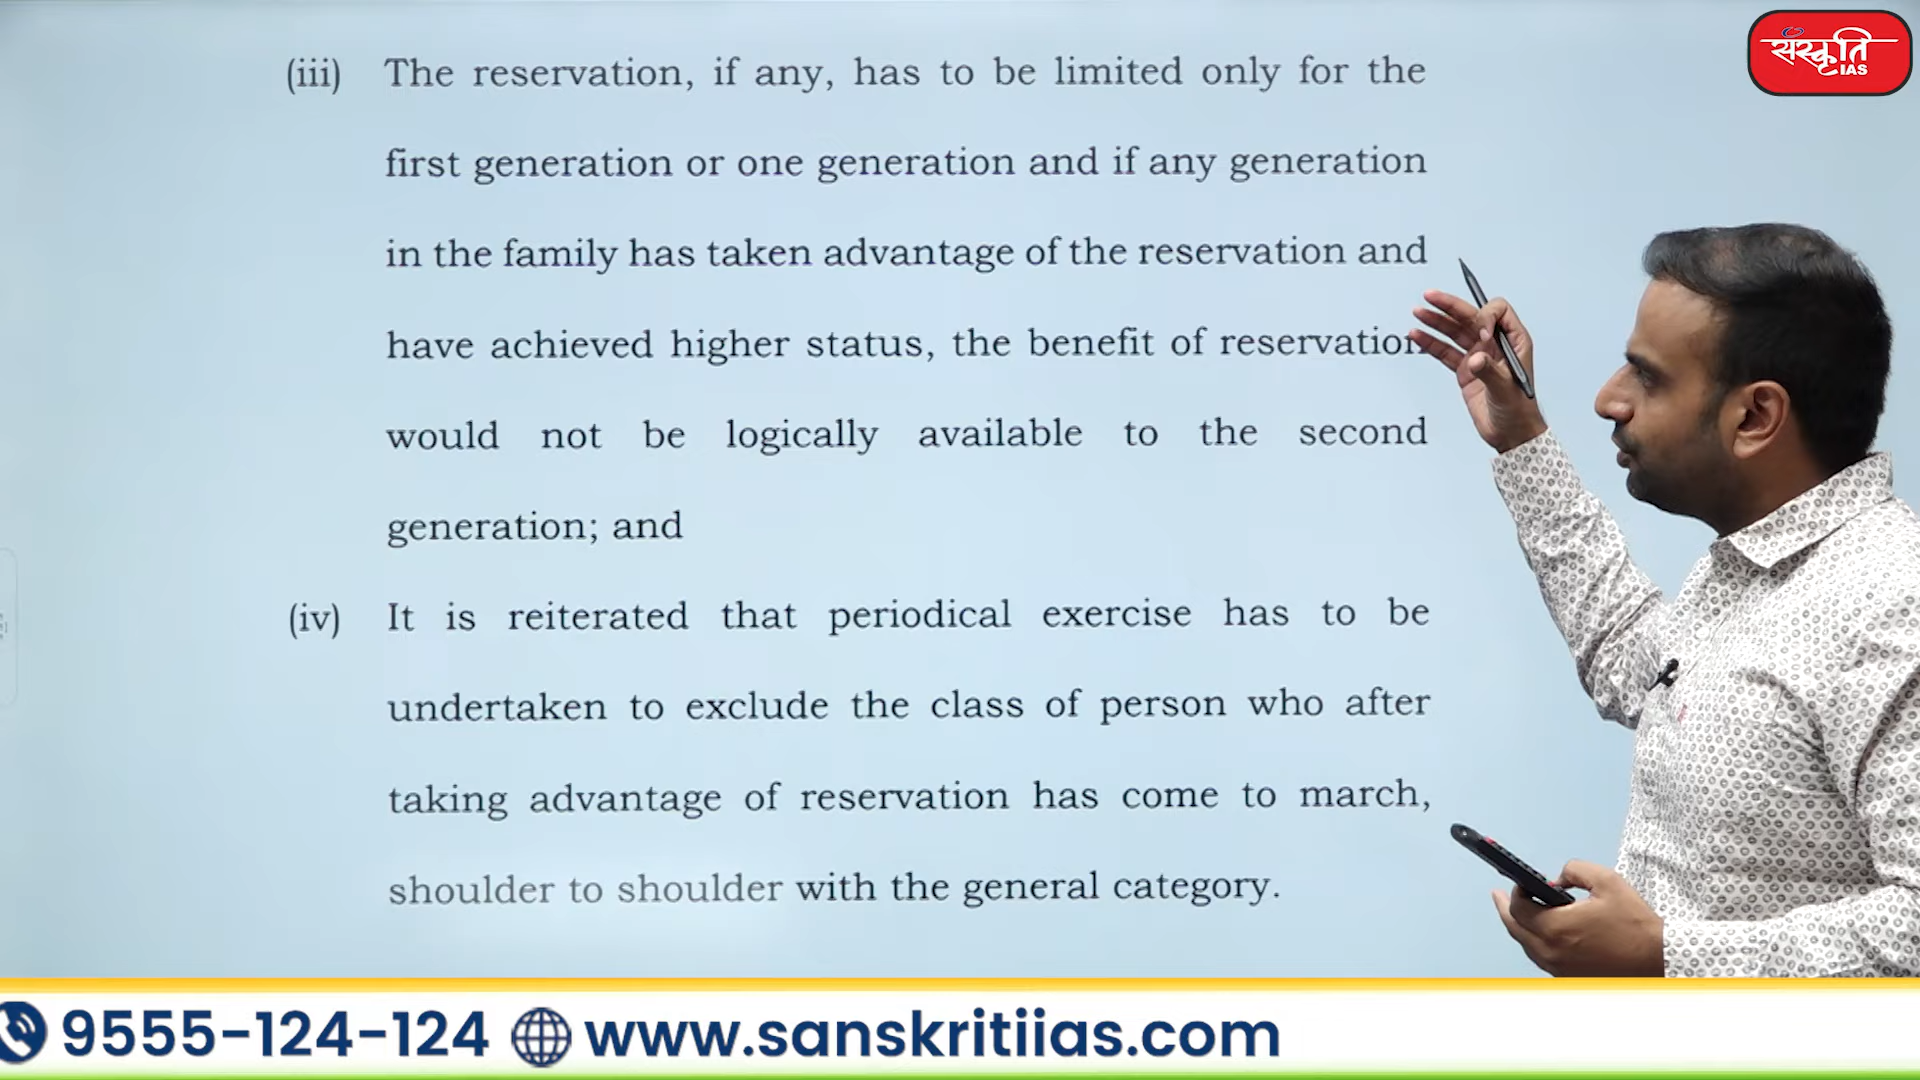 संस्कृति
IAS
(iii) The reservation, if any, has to be limited only for the
first generation or one generation and if any generation
in the family has taken advantage of the reservation and
have achieved higher status, the benefit of reservation
would not be logically available to the second
generation; and
(iv) It is reiterated that periodical exercise has to be
undertaken to exclude the class of person who after
taking advantage of reservation has come to march,
shoulder to shoulder with the general category.
9555-124-124 www.sanskritiias.com